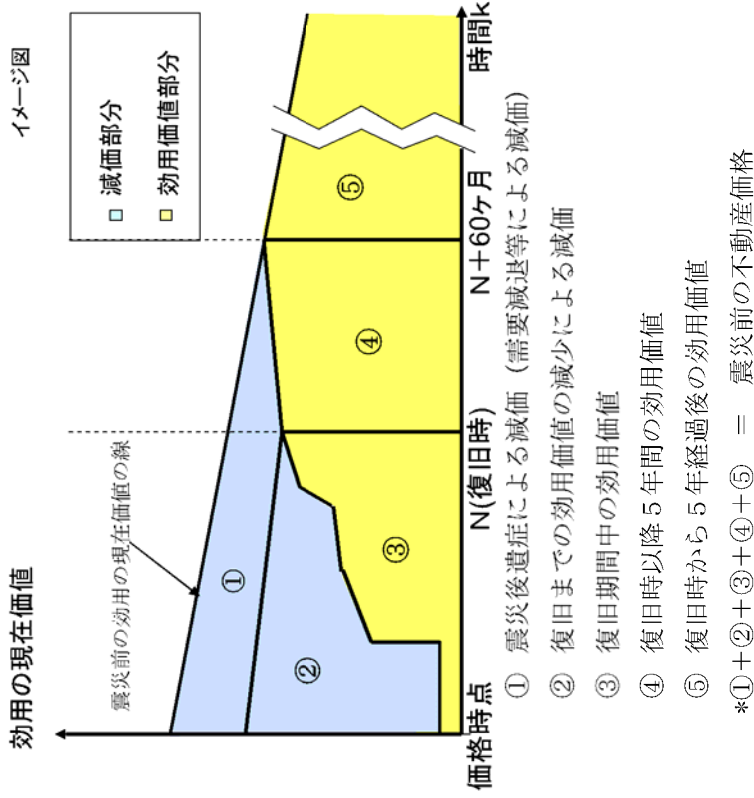 イメージ図
効用の現在価値
減価部分
効用価値部分
震災前の効用の現在価値の線
①
②
③
④
⑤
価格時点
N(復旧時)
N+60ヶ月
時間k
① 震災後遺症による減価（需要減退等による減価）
② 復旧までの効用価値の減少による減価
③ 復旧期間中の効用価値
④ 復旧時以降５年間の効用価値
⑤ 復旧時から５年経過後の効用価値
*①+②+③+④+⑤ ＝ 震災前の不動産価格